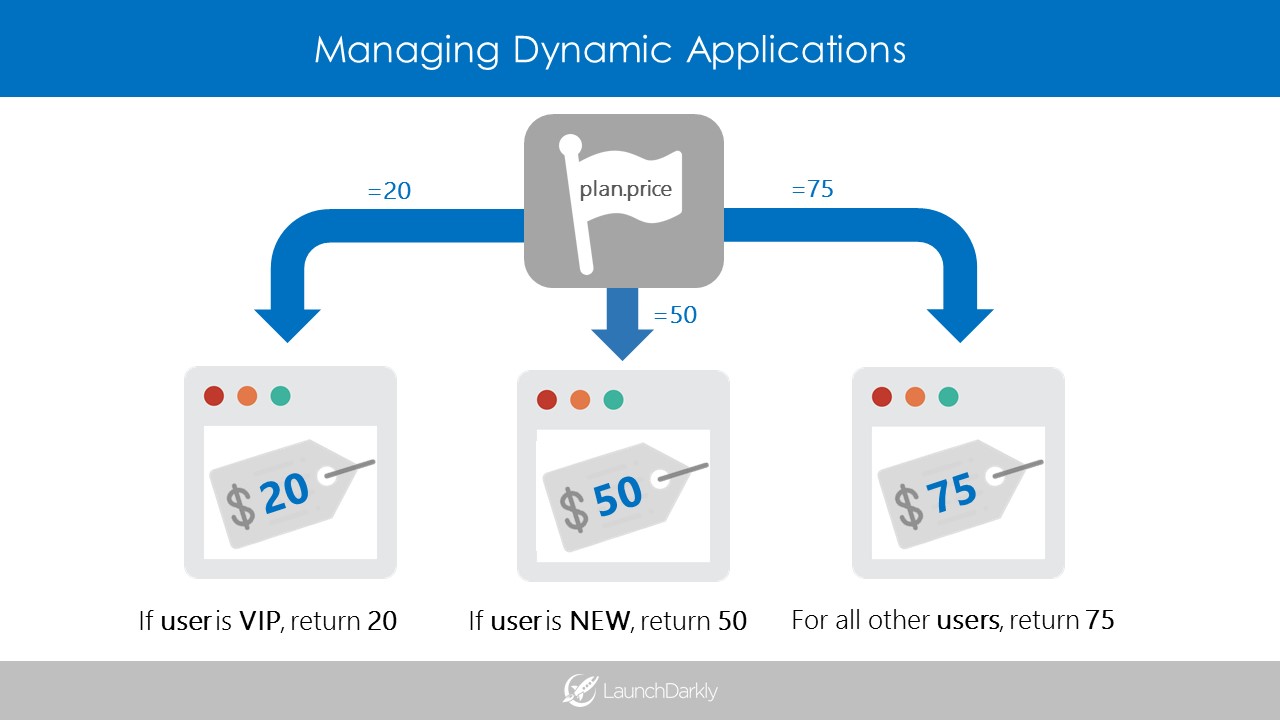 Managing Dynamic Applications
plan.price
=20
=75
=50
$ 20
$ 50
$ 75
If user is VIP, return 20
If user is NEW, return 50
For all other users, return 75
LaunchDarkly